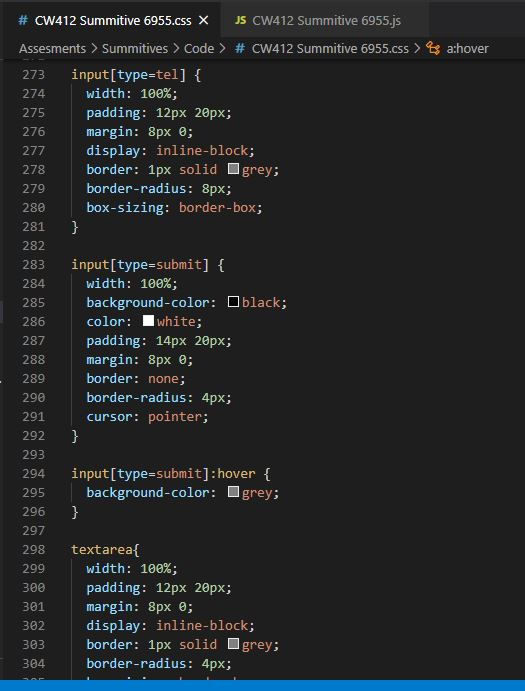 # CW412 Summitive 6955.css × JS CW412 Summitive 6955.js
Assesments > Summitives > Code > # CW412 Summitive 6955.css > a:hover
273 input[type=tel] {
274 width: 100%;
275 padding: 12px 20px;
276 margin: 8px 0;
277 display: inline-block;
278 border: 1px solid grey;
279 border-radius: 8px;
280 box-sizing: border-box;
281 }
282
283 input[type=submit] {
284 width: 100%;
285 background-color: black;
286 color: white;
287 padding: 14px 20px;
288 margin: 8px 0;
289 border: none;
290 border-radius: 4px;
291 cursor: pointer;
292 }
293
294 input[type=submit]:hover {
295 background-color: grey;
296 }
297
298 textarea{
299 width: 100%;
300 padding: 12px 20px;
301 margin: 8px 0;
302 display: inline-block;
303 border: 1px solid grey;
304 border-radius: 4px;